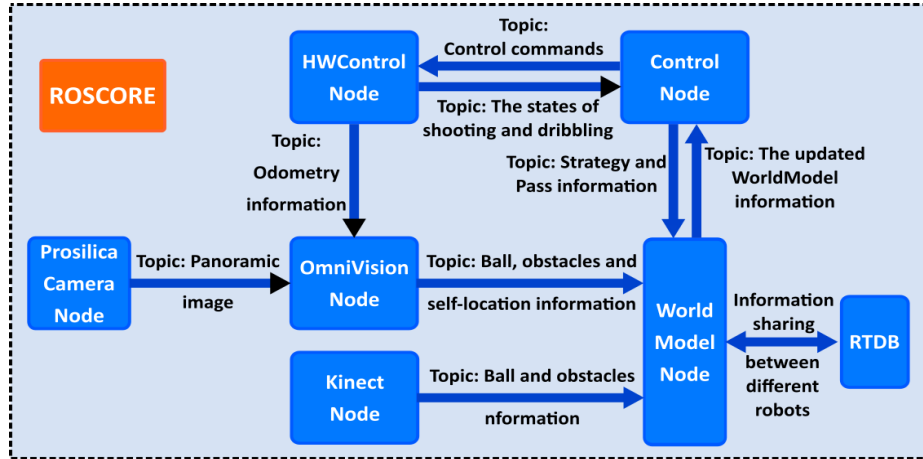 ROSCORE
HWControl
Node
Topic:
Control commands
Control
Node
Topic: The states of
shooting and dribbling
Topic:
Odometry
information
Topic: Strategy and
Pass information
Topic: The updated
WorldModel
information
Prosilica
Camera
Node
Topic: Panoramic
image
OmniVision
Node
Topic: Ball, obstacles and
self-location information
World
Model
Node
Information
sharing
between
different
robots
RTDB
Kinect
Node
Topic: Ball and obstacles
nformation